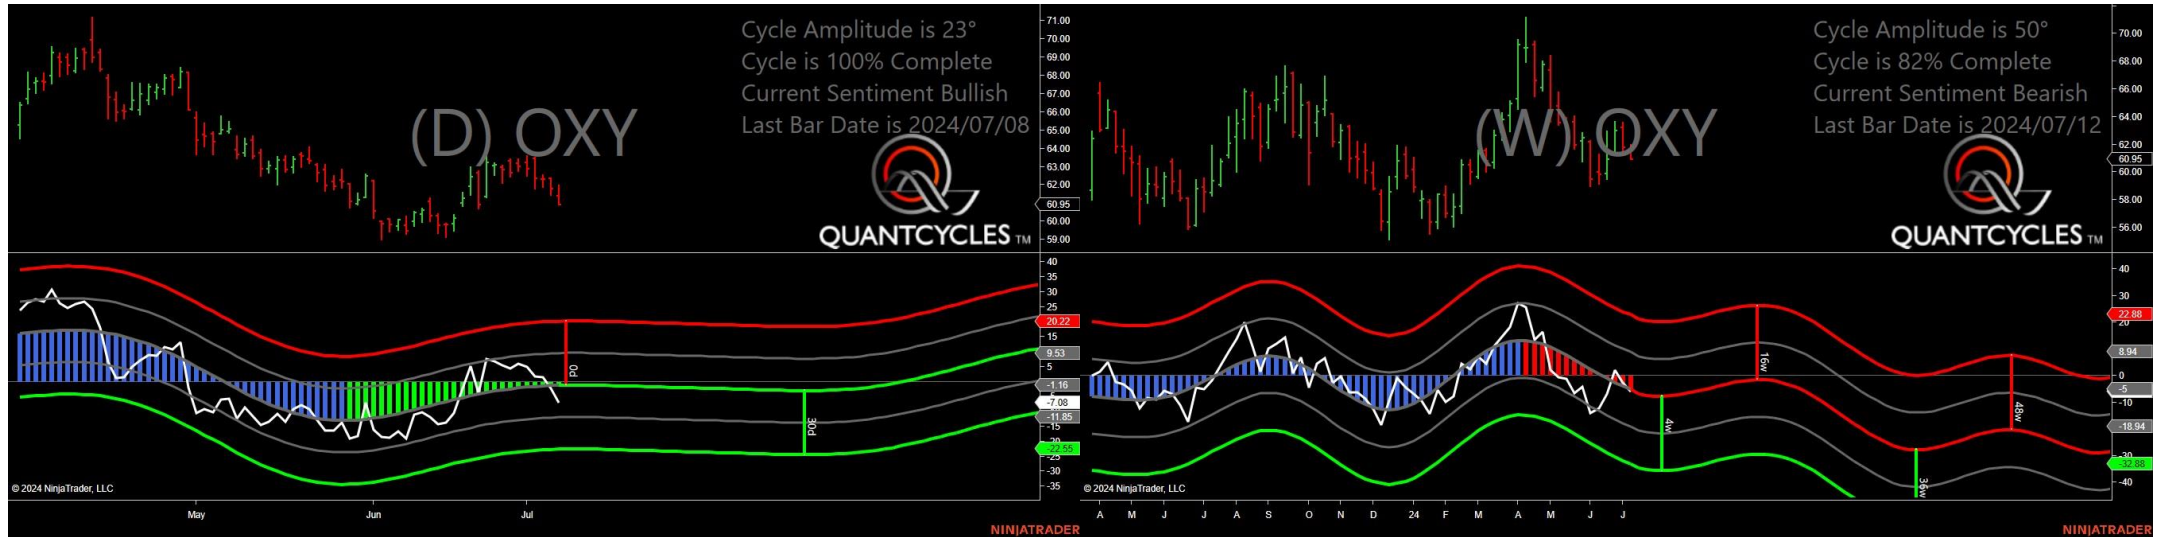 Cycle Amplitude is 23°
Cycle is 100% Complete
Current Sentiment Bullish
Last Bar Date is 2024/07/08
(D) OXY
QUANTCYCLES TM
71.00
70.00
69.00
68.00
67.00
66.00
65.00
64.00
63.00
62.00
60.95
60.00
59.00
40
35
30
25
20.22
15
9.53
5
-1.16
-7.08
-11.85
-15
-20
-22.55
-25
-30
-35
P0
30d
© 2024 NinjaTrader, LLC
May
Jun
Jul
NINJATRADER
Cycle Amplitude is 50°
Cycle is 82% Complete
Current Sentiment Bearish
Last Bar Date is 2024/07/12
(W) OXY
QUANTCYCLES TM
70.00
68.00
66.00
64.00
62.00
60.95
60.00
58.00
56.00
40
30
22.88
20
8.94
0
-5
-10
-18.94
-30
-32.88
-40
16w
4w
48w
36w
© 2024 NinjaTrader, LLC
A M J J A S O N D 24 F M A M J J
NINJATRADER